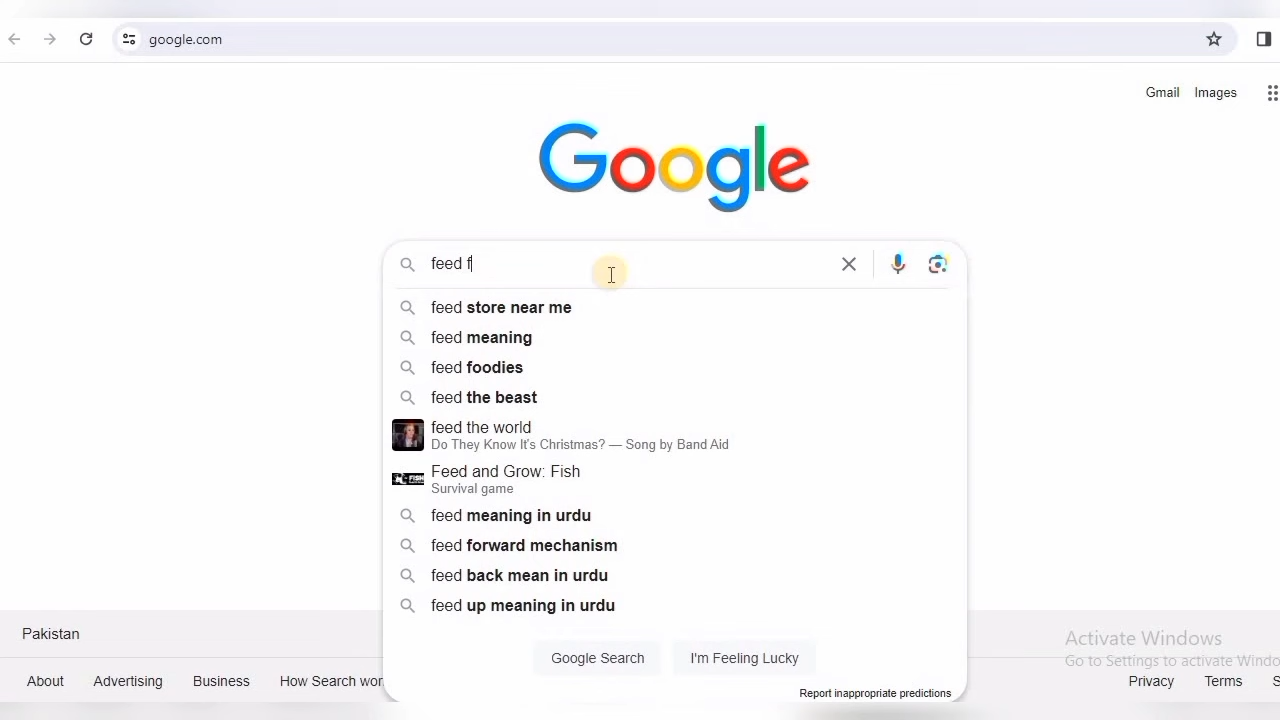 google.com
Gmail Images
Google
feed f
feed store near me
feed meaning
feed foodies
feed the beast
feed the world
Do They Know It's Christmas? — Song by Band Aid
Feed and Grow: Fish
Survival game
feed meaning in urdu
feed forward mechanism
feed back mean in urdu
feed up meaning in urdu
Google Search I'm Feeling Lucky
Report inappropriate predictions
Pakistan
Activate Windows
Go to Settings to activate Windo
About Advertising Business How Search wor
Privacy Terms S